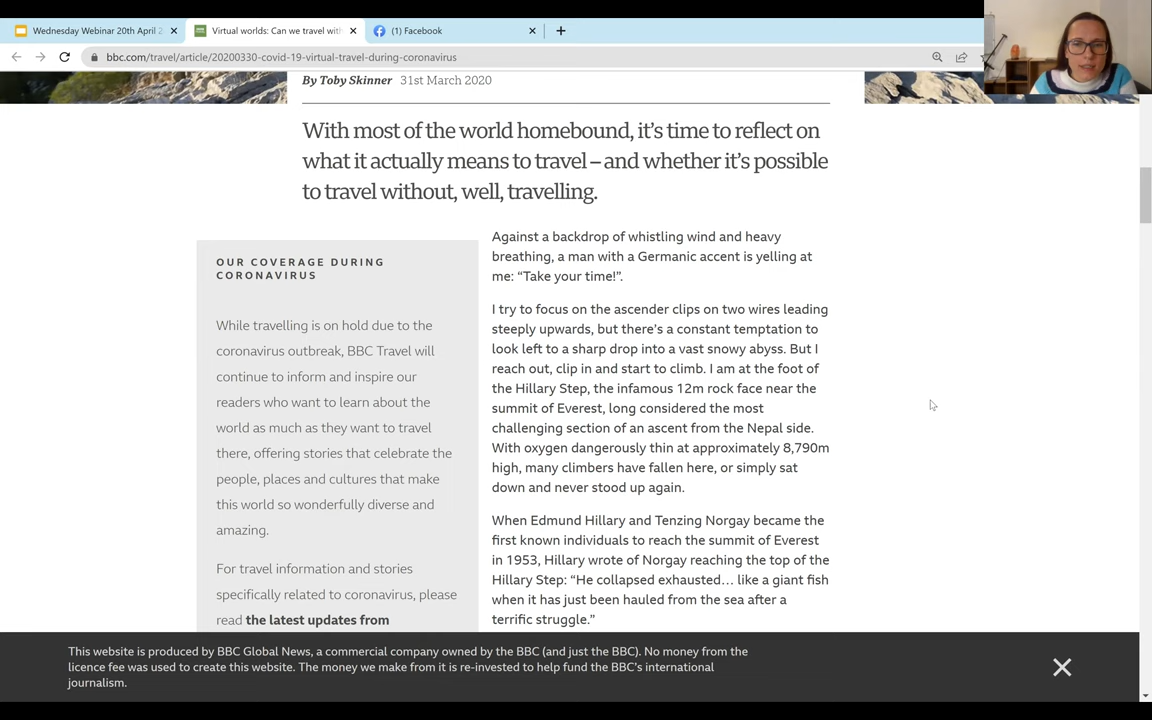 Wednesday Webinar 20th April 2
Virtual worlds: Can we travel with
(1) Facebook
bbc.com/travel/article/20200330-covid-19-virtual-travel-during-coronavirus
By Toby Skinner 31st March 2020
With most of the world homebound, it's time to reflect on
what it actually means to travel – and whether it's possible
to travel without, well, travelling.
OUR COVERAGE DURING
CORONAVIRUS
While travelling is on hold due to the
coronavirus outbreak, BBC Travel will
continue to inform and inspire our
readers who want to learn about the
world as much as they want to travel
there, offering stories that celebrate the
people, places and cultures that make
this world so wonderfully diverse and
amazing.
For travel information and stories
specifically related to coronavirus, please
read the latest updates from
Against a backdrop of whistling wind and heavy
breathing, a man with a Germanic accent is yelling at
me: “Take your time!”.
I try to focus on the ascender clips on two wires leading
steeply upwards, but there's a constant temptation to
look left to a sharp drop into a vast snowy abyss. But I
reach out, clip in and start to climb. I am at the foot of
the Hillary Step, the infamous 12m rock face near the
summit of Everest, long considered the most
challenging section of an ascent from the Nepal side.
With oxygen dangerously thin at approximately 8,790m
high, many climbers have fallen here, or simply sat
down and never stood up again.
When Edmund Hillary and Tenzing Norgay became the
first known individuals to reach the summit of Everest
in 1953, Hillary wrote of Norgay reaching the top of the
Hillary Step: “He collapsed exhausted… like a giant fish
when it has just been hauled from the sea after a
terrific struggle.”
This website is produced by BBC Global News, a commercial company owned by the BBC (and just the BBC). No money from the
licence fee was used to create this website. The money we make from it is re-invested to help fund the BBC's international
journalism.